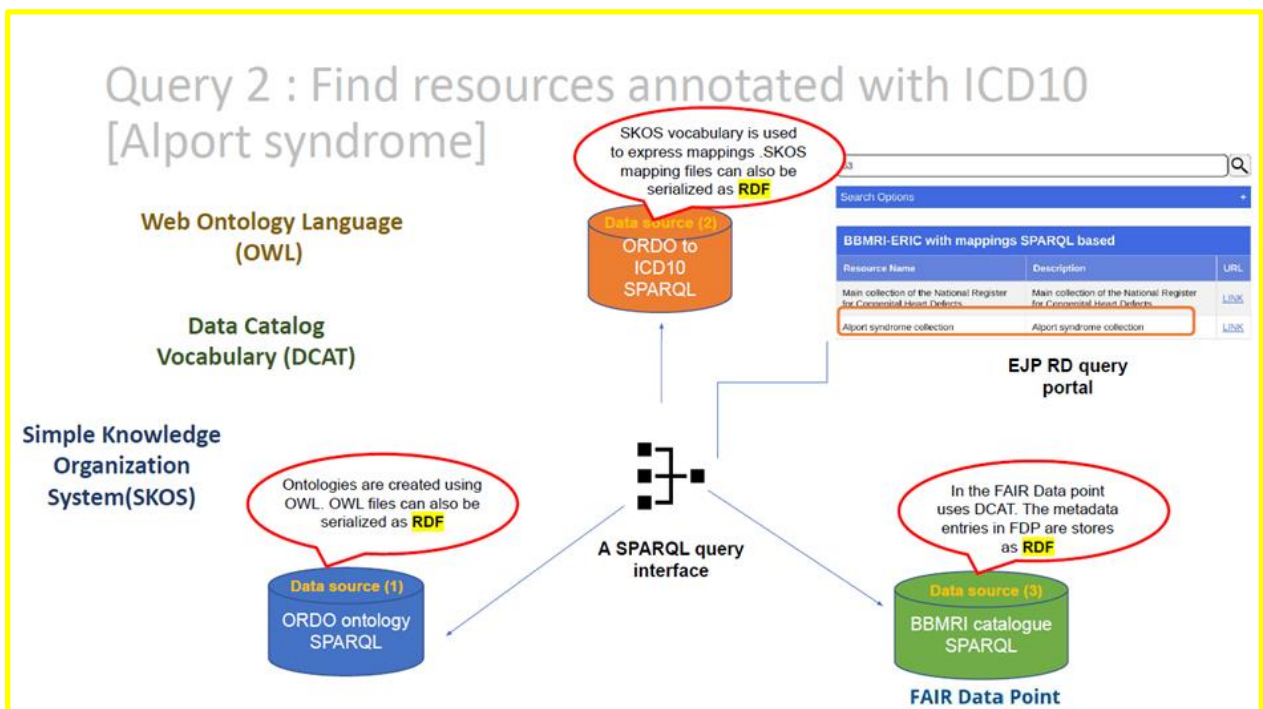 Query 2 : Find resources annotated with ICD10
[Alport syndrome]
SKOS vocabulary is used
to express mappings .SKOS
mapping files can also be
serialized as RDF
Web Ontology Language
(OWL)
Data source (2)
ORDO to
ICD10
SPARQL
Search Options +
BBMRI-ERIC with mappings SPARQL based
Resource Name Description URL
Main collection of the National Register Main collection of the National Register LINK
for Congenital Heart Defects for Congenital Heart Defects
Alport syndrome collection Alport syndrome collection LINK
EJP RD query
portal
Data Catalog
Vocabulary (DCAT)
Simple Knowledge
Organization
System(SKOS)
Ontologies are created using
OWL. OWL files can also be
serialized as RDF
A SPARQL query
interface
In the FAIR Data point
uses DCAT. The metadata
entries in FDP are stores
as RDF
Data source (1)
ORDO ontology
SPARQL
Data source (3)
BBMRI catalogue
SPARQL
FAIR Data Point